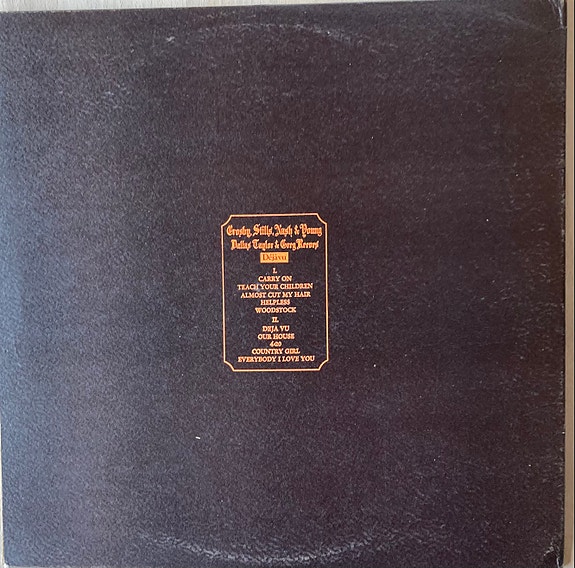 Crosby, Stills, Nash & Young
Dallas Taylor & Greg Reeves
Déjà vu
I.
CARRY ON
TEACH YOUR CHILDREN
ALMOST CUT MY HAIR
HELPLESS
WOODSTOCK
II.
DEJA VU
OUR HOUSE
4+20
COUNTRY GIRL
EVERYBODY I LOVE YOU